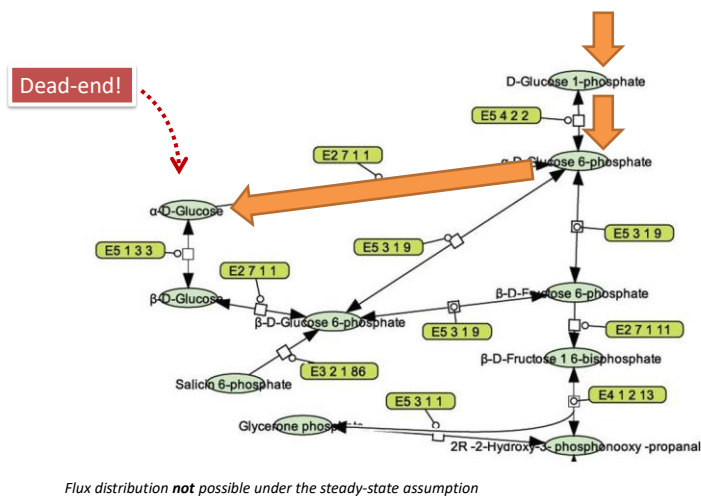 Dead-end!
D-Glucose 1-phosphate
E5 4 2 2
E2 7 1 1
α-D-Glucose 6-phosphate
α-D-Glucose
E5 1 3 3
E5 3 1 9
E5 3 1 9
E2 7 1 1
β-D-Glucose
β-D-Fructose 6-phosphate
β-D-Glucose 6-phosphate
E5 3 1 9
E2 7 1 11
β-D-Fructose 1 6-bisphosphate
E3 2 1 86
Salicin 6-phosphate
E5 3 1 1
E4 1 2 13
Glycerone phosphate
2R -2-Hydroxy-3- phosphonooxy -propanal
Flux distribution not possible under the steady-state assumption